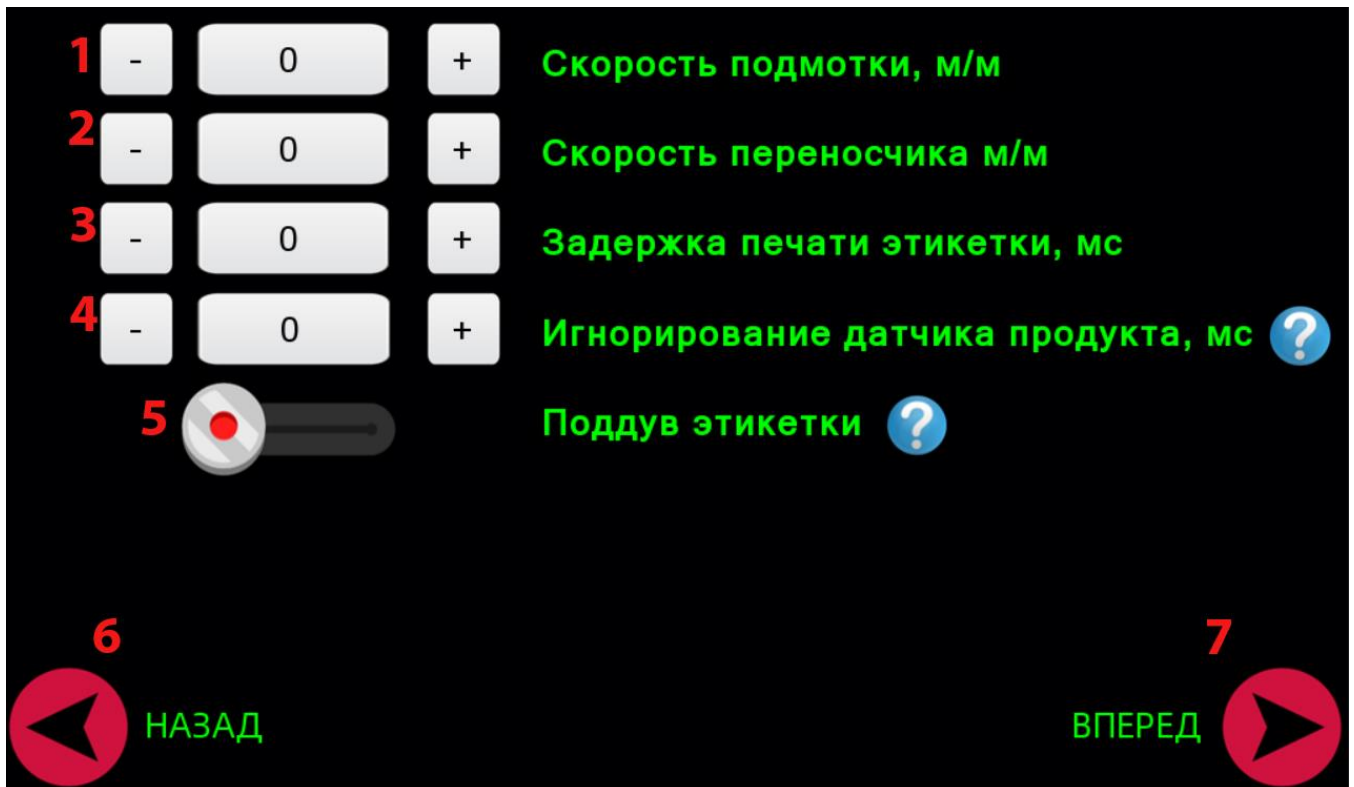 1 - 0 + Скорость подмотки, м/м
2 - 0 + Скорость переносчика м/м
3 - 0 + Задержка печати этикетки, мс
4 - 0 + Игнорирование датчика продукта, мс ?
5 Поддув этикетки ?
6 7
НАЗАД ВПЕРЕД